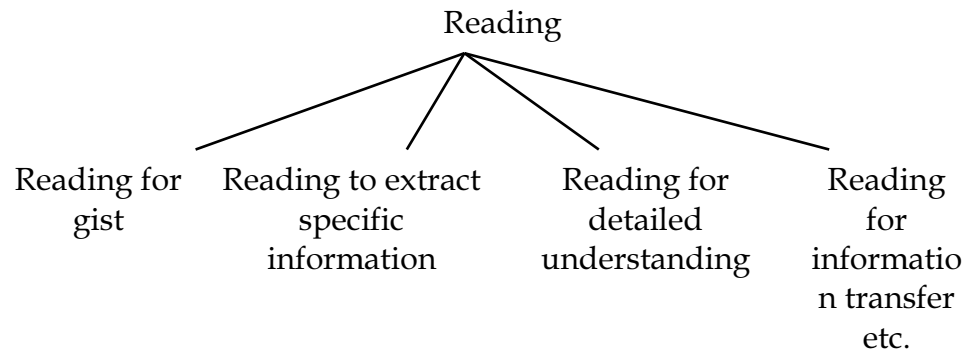 Reading
Reading for
gist
Reading to extract
specific
information
Reading for
detailed
understanding
Reading
for
informatio
n transfer
etc.